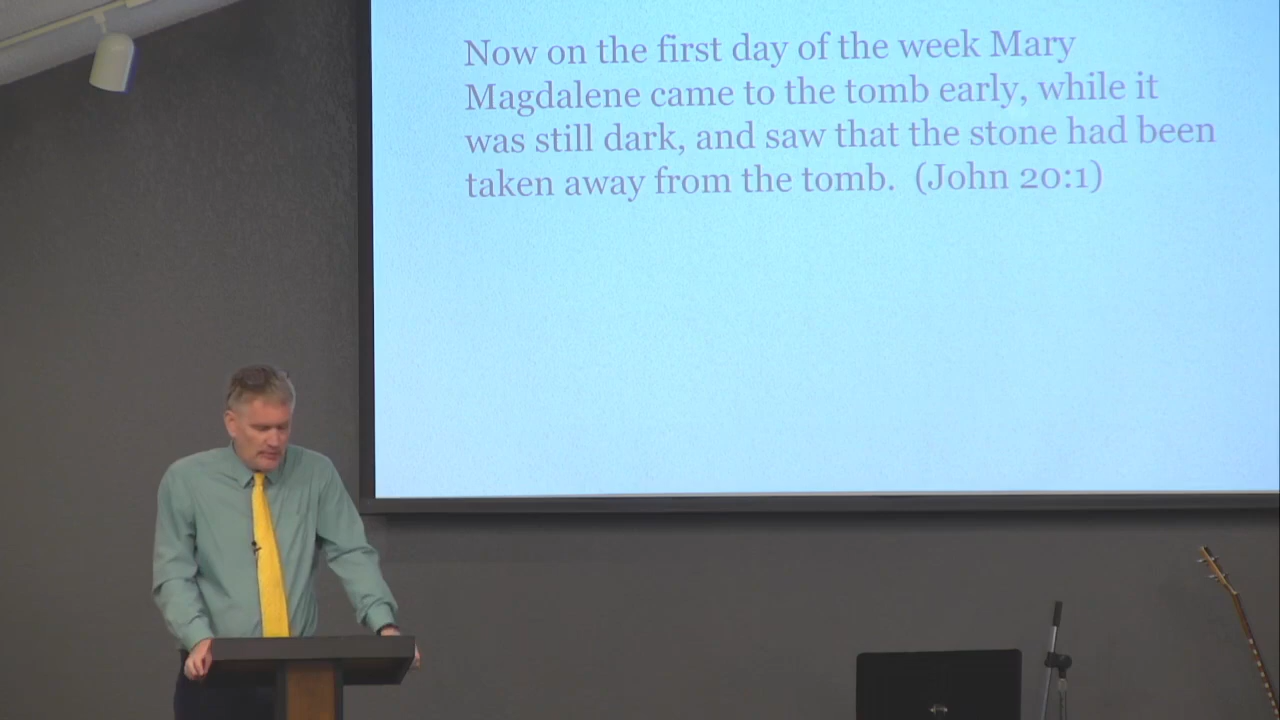 Now on the first day of the week Mary
Magdalene came to the tomb early, while it
was still dark, and saw that the stone had been
taken away from the tomb.  (John 20:1)